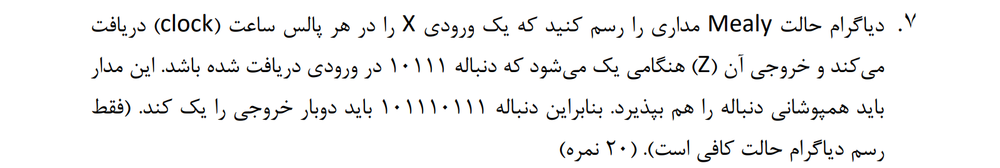 ۷. دیاگرام حالت Mealy مداری را رسم کنید که یک ورودی X را در هر پالس ساعت (clock) دریافت
می‌کند و خروجی آن (Z) هنگامی یک می‌شود که دنباله ۱۰۱۱۱ در ورودی دریافت شده باشد. این مدار
باید همپوشانی دنباله را هم بپذیرد. بنابراین دنباله ۱۰۱۱۱۰۱۱۱ باید دوبار خروجی را یک کند. (فقط
رسم دیاگرام حالت کافی است). (۲۰ نمره)